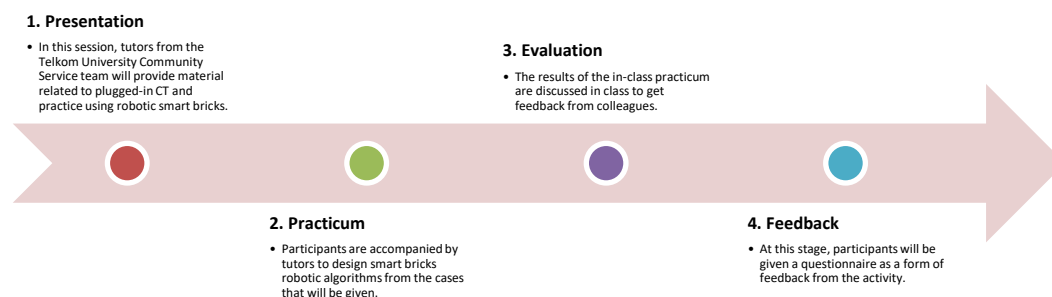 1. Presentation
• In this session, tutors from the
Telkom University Community
Service team will provide material
related to plugged-in CT and
practice using robotic smart bricks.
3. Evaluation
• The results of the in-class practicum
are discussed in class to get
feedback from colleagues.
2. Practicum
• Participants are accompanied by
tutors to design smart bricks
robotic algorithms from the cases
that will be given.
4. Feedback
• At this stage, participants will be
given a questionnaire as a form of
feedback from the activity.